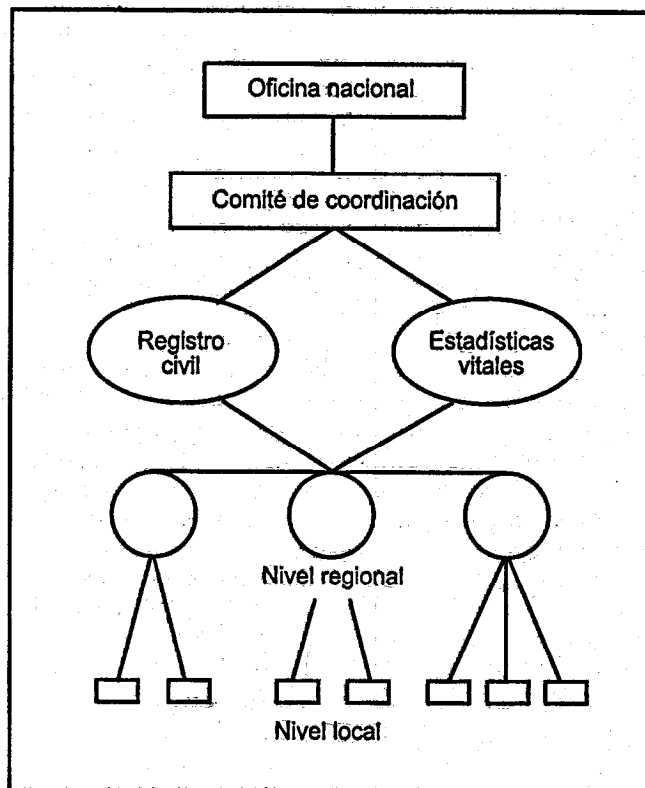 Oficina nacional
Comité de coordinación
Registro
civil
Estadísticas
vitales
Nivel regional
Nivel local